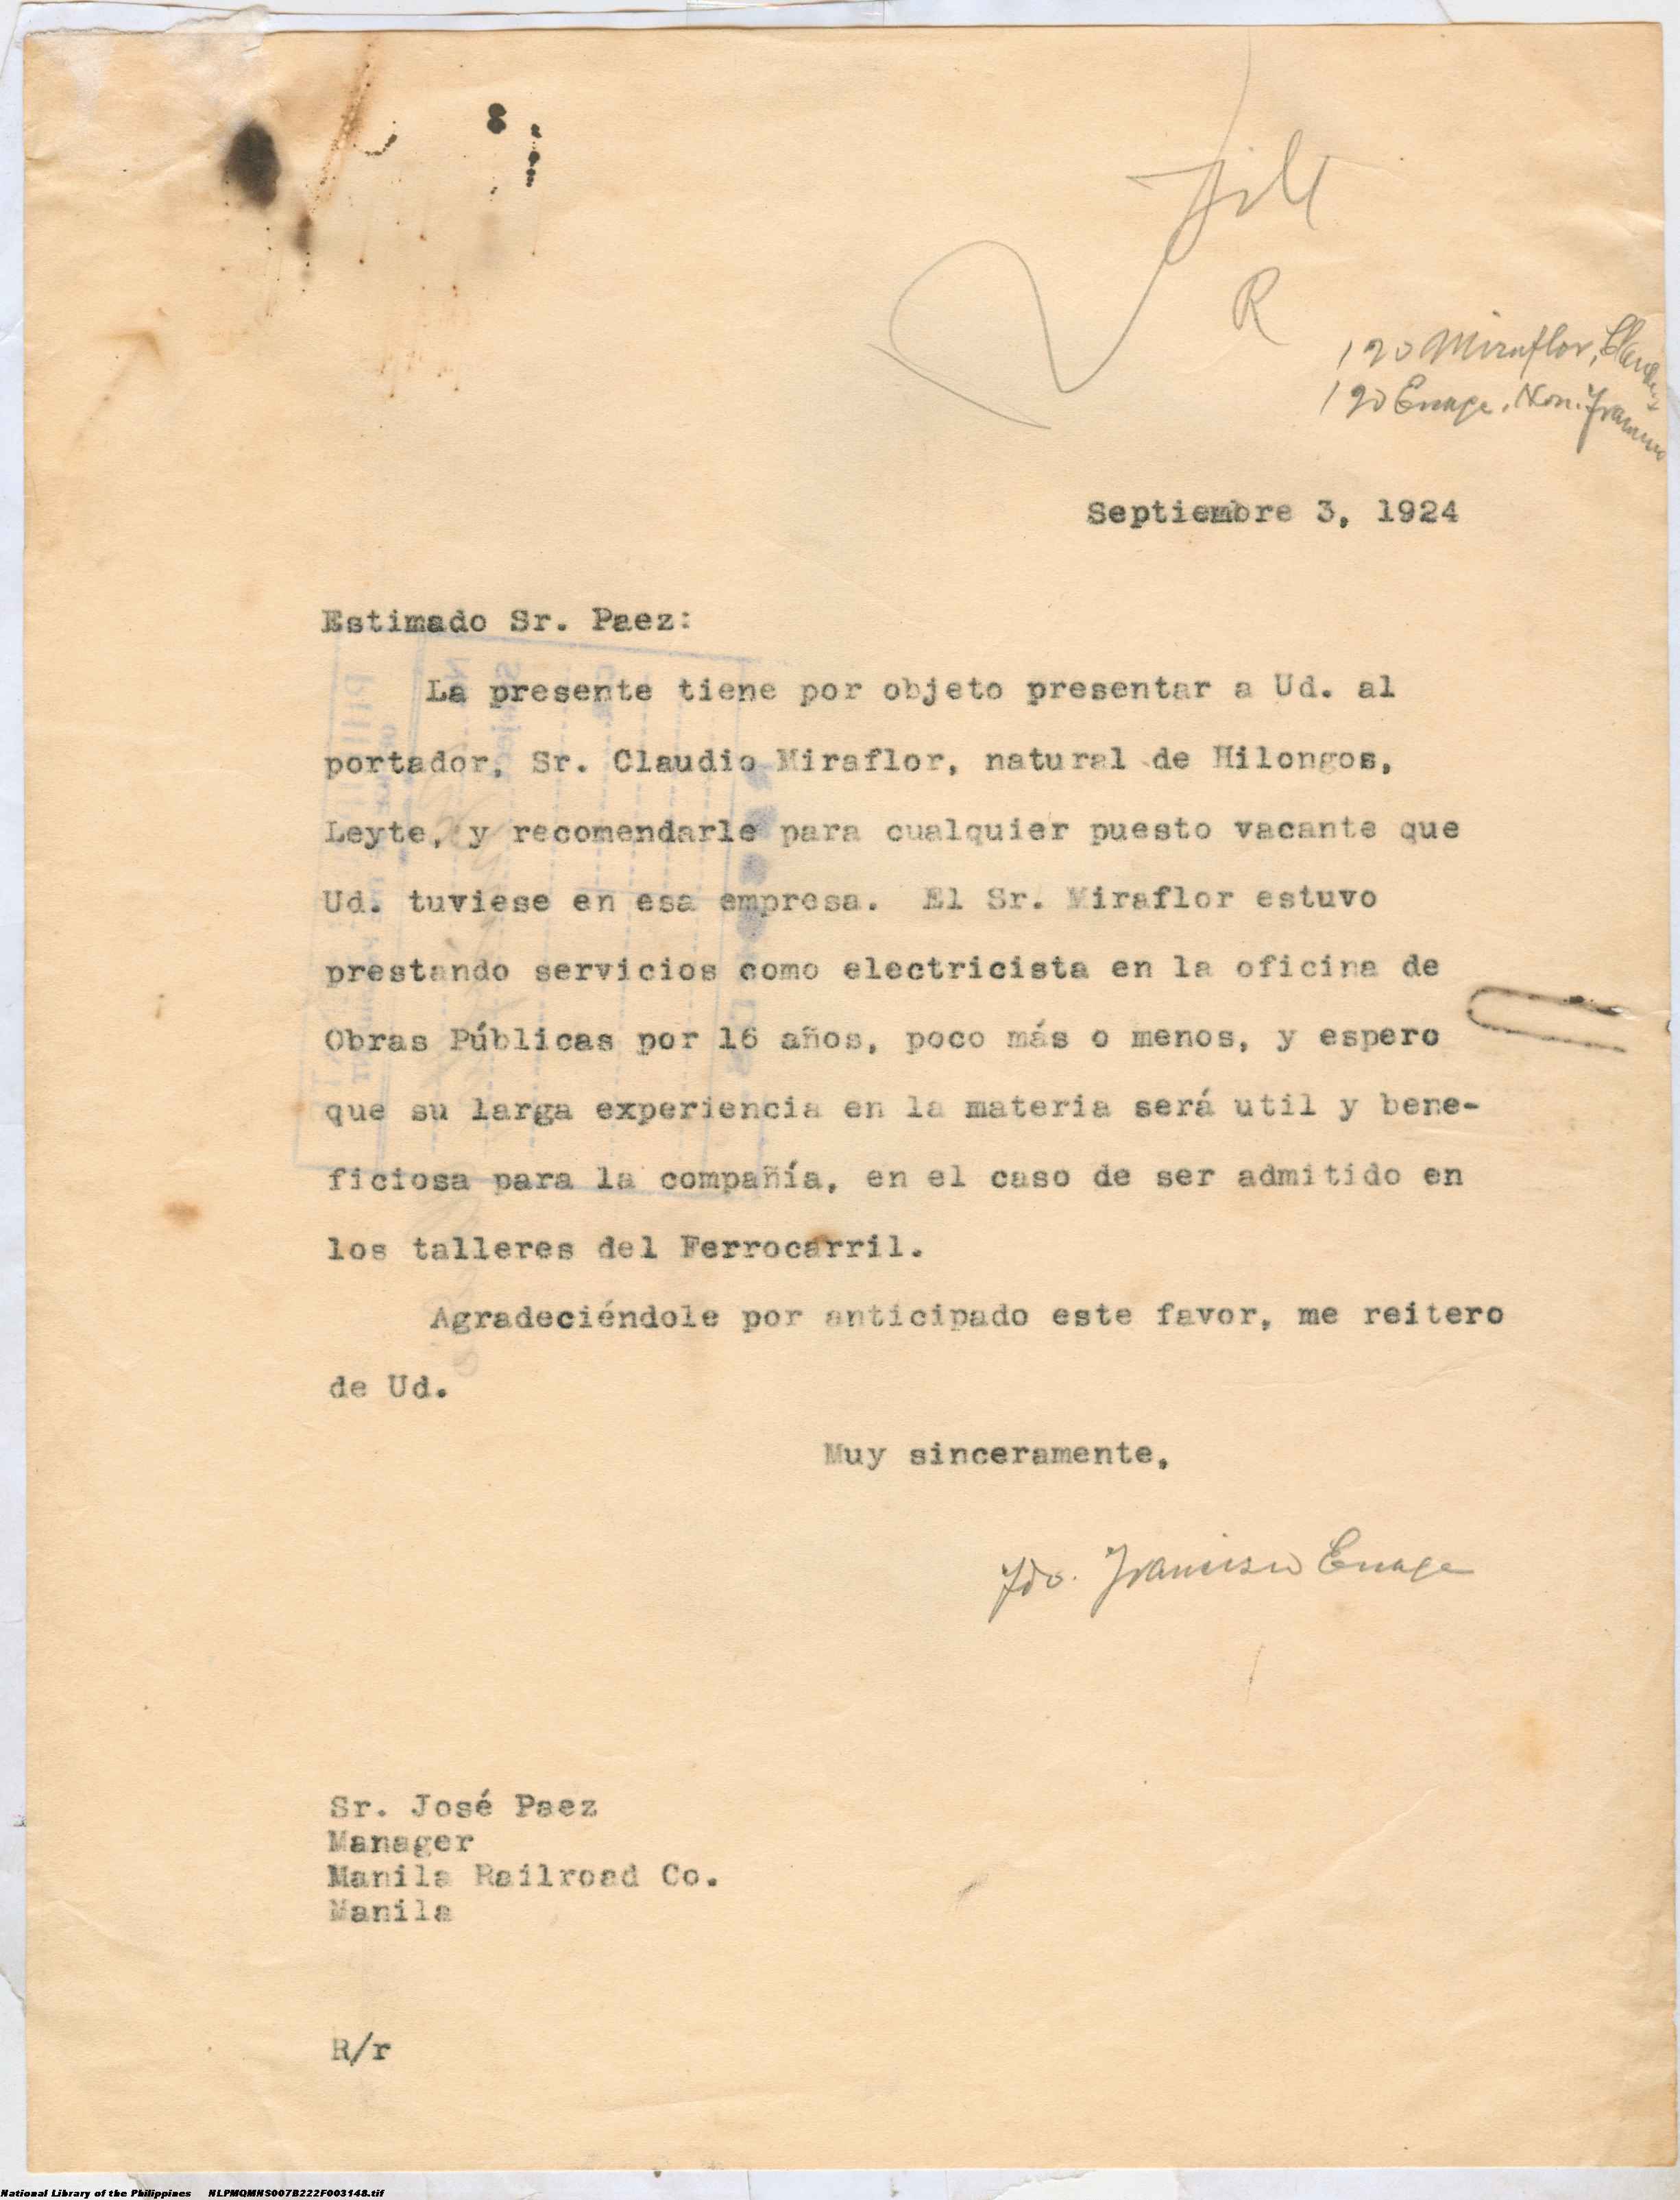 File
R
190 Miraflor, Claudio
190 Enage, Hon. Francisco
Septiembre 3, 1924
Estimado Sr. Paez:
La presente tiene por objeto presentar a Ud. al
portador, Sr. Claudio Miraflor, natural de Hilongos,
Leyte, y recomendarle para cualquier puesto vacante que
Ud. tuviese en esa empresa. El Sr. Miraflor estuvo
prestando servicios como electricista en la oficina de
Obras Públicas por 16 años, poco más o menos, y espero
que su larga experiencia en la materia será util y bene-
ficiosa para la compañía, en el caso de ser admitido en
los talleres del Ferrocarril.
Agradeciéndole por anticipado este favor, me reitero
de Ud.
Muy sinceramente,
Fdo. Francisco Enage
Sr. José Paez
Manager
Manila Railroad Co.
Manila
R/r
National Library of the Philippines NLPMQMNS007B222F003148.tif